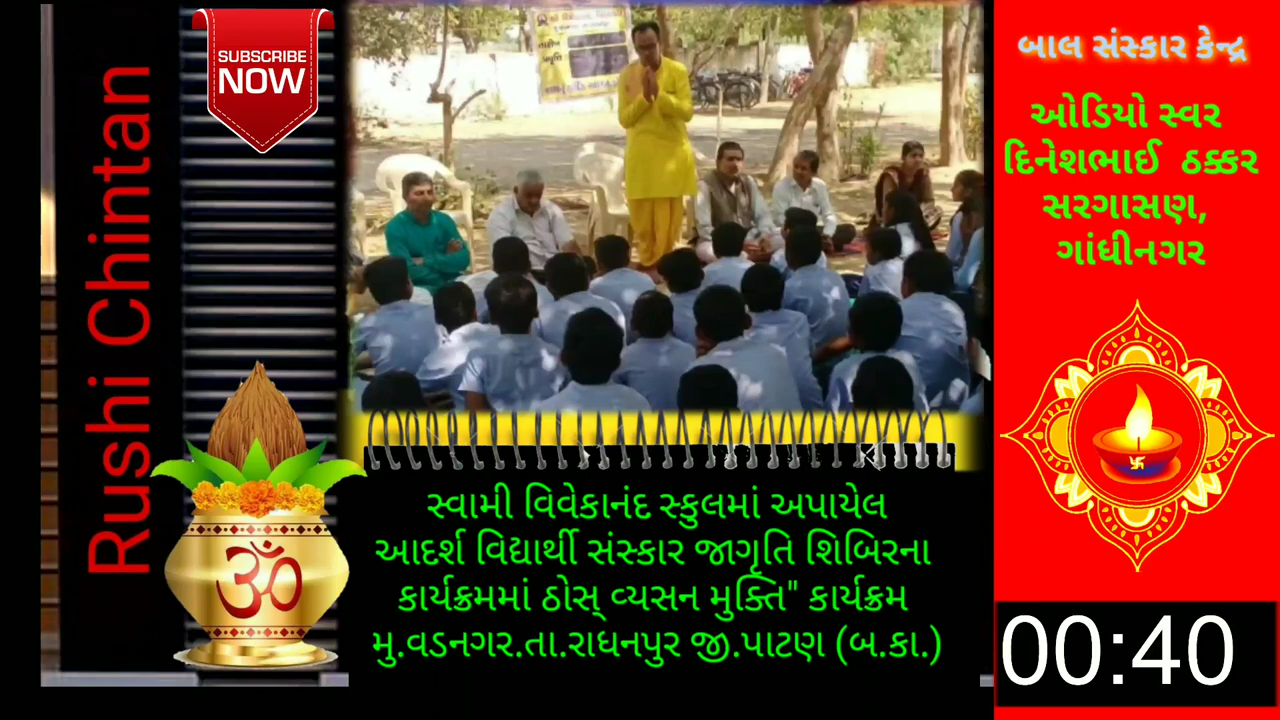 Rushi Chintan
SUBSCRIBE
NOW
બાલ સંસ્કાર કેન્દ્ર
ઓડિયો સ્વર
દિનેશભાઈ ઠક્કર
સરગાસણ,
ગાંધીનગર
સ્વામી વિવેકાનંદ સ્કુલમાં અપાયેલ
આદર્શ વિદ્યાર્થી સંસ્કાર જાગૃતિ શિબિરના
કાર્યક્રમમાં ઠોસ્ વ્યસન મુક્તિ" કાર્યક્રમ
મુ.વડનગર.તા.રાધનપુર જી.પાટણ (બ.કા.)
ૐ
00:40